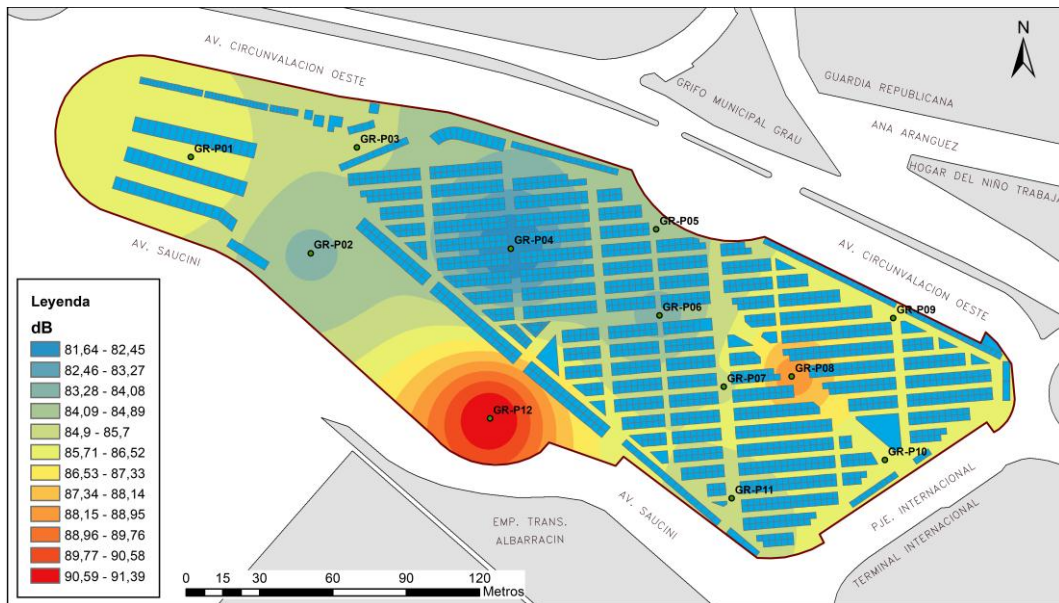 AV. CIRCUNVALACION OESTE
N
GRIFO MUNICIPAL GRAU
GUARDIA REPUBLICANA
ANA ARANGUEZ
HOGAR DEL NIÑO TRABAJA
GR-P01
GR-P03
AV. SAUCINI
GR-P02
GR-P04
GR-P05
AV. CIRCUNVALACION OESTE
GR-P06
GR-P09
GR-P07
GR-P08
GR-P12
GR-P10
GR-P11
AV. SAUCINI
PJE. INTERNACIONAL
TERMINAL INTERNACIONAL
EMP. TRANS.
ALBARRACIN
Leyenda
dB
81,64 - 82,45
82,46 - 83,27
83,28 - 84,08
84,09 - 84,89
84,9 - 85,7
85,71 - 86,52
86,53 - 87,33
87,34 - 88,14
88,15 - 88,95
88,96 - 89,76
89,77 - 90,58
90,59 - 91,39
0 15 30 60 90 120
Metros